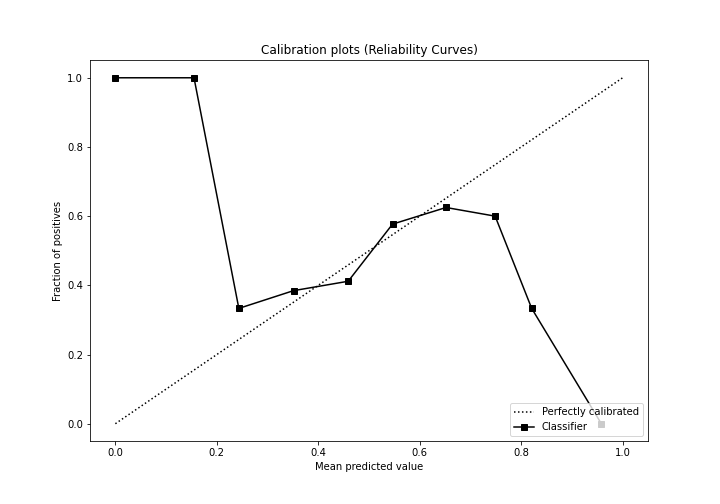 Calibration plots (Reliability Curves)
Fraction of positives
1.0
0.8
0.6
0.4
0.2
0.0
Perfectly calibrated
Classifier
0.0 0.2 0.4 0.6 0.8 1.0
Mean predicted value